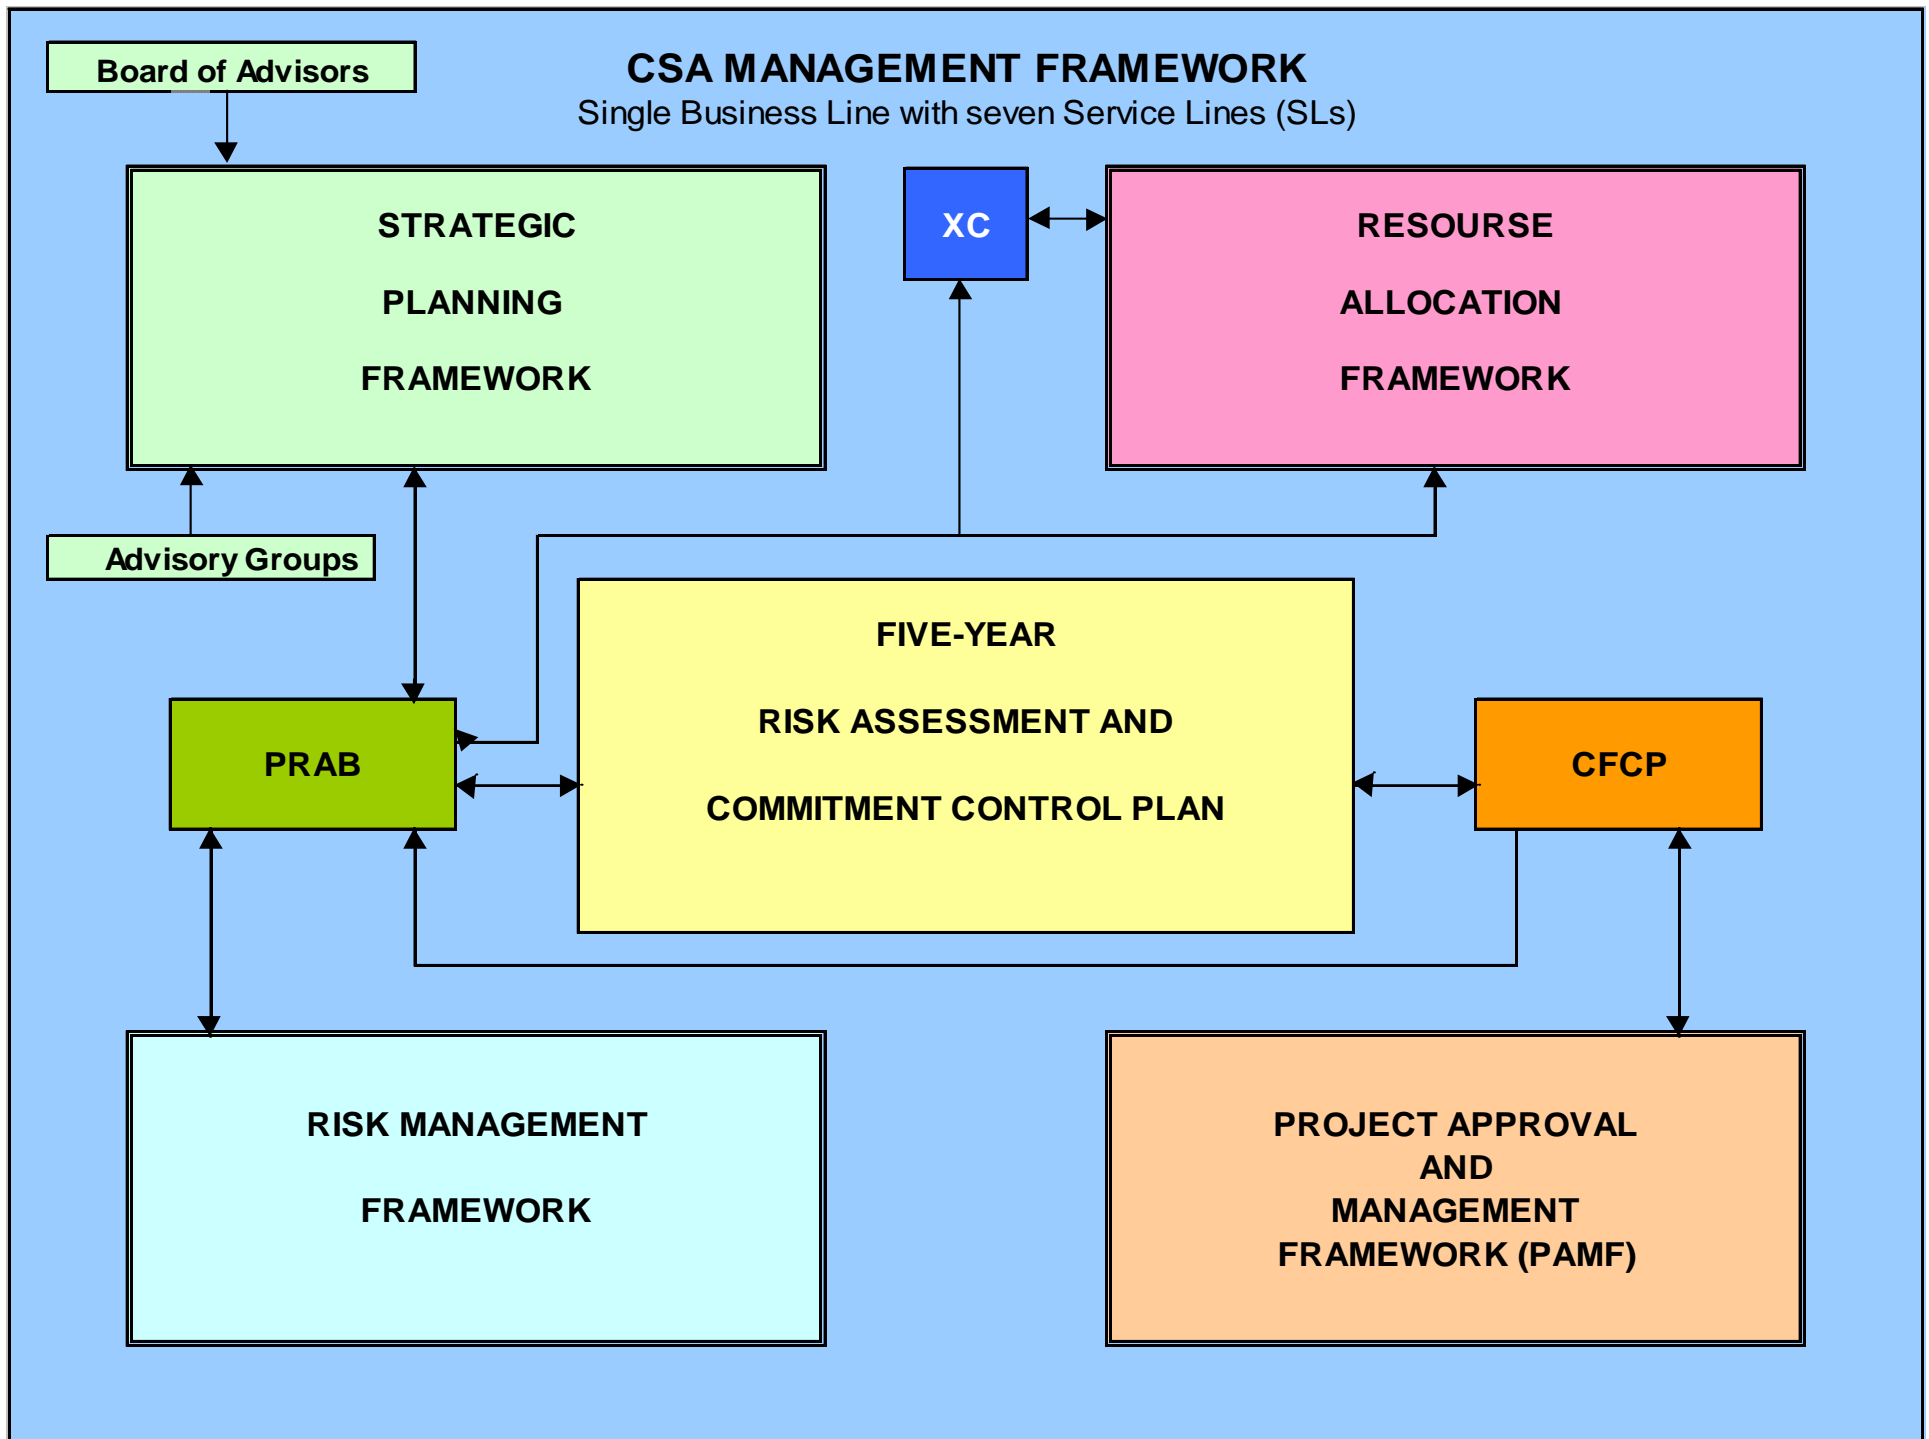 Board of Advisors
CSA MANAGEMENT FRAMEWORK
Single Business Line with seven Service Lines (SLs)
STRATEGIC
PLANNING
FRAMEWORK
XC
RESOURSE
ALLOCATION
FRAMEWORK
Advisory Groups
FIVE-YEAR
RISK ASSESSMENT AND
COMMITMENT CONTROL PLAN
PRAB
CFCP
RISK MANAGEMENT
FRAMEWORK
PROJECT APPROVAL
AND
MANAGEMENT
FRAMEWORK (PAMF)